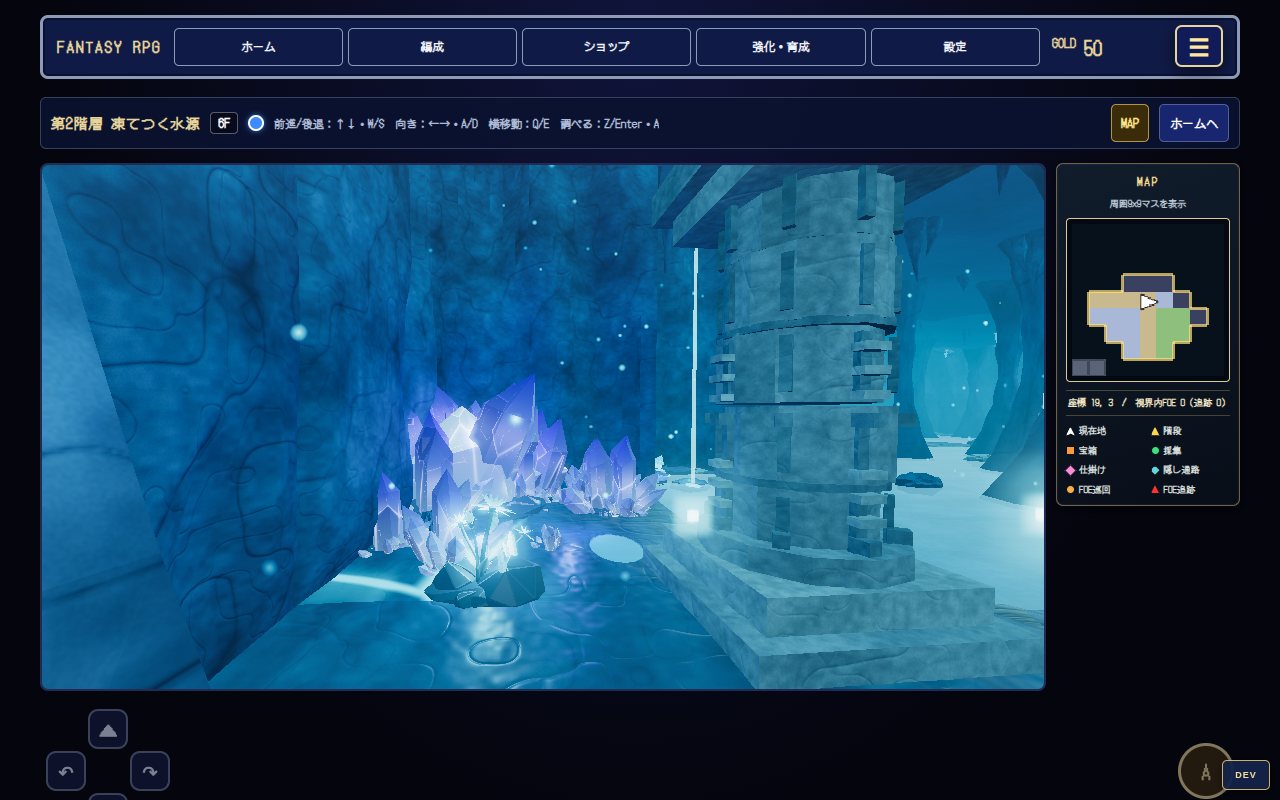 FANTASY RPG
ホーム
編成
ショップ
強化・育成
設定
GOLD 50
第2階層 凍てつく水源
6F
前進/後退：↑↓・W/S 向き：←→・A/D 横移動：Q/E 調べる：Z/Enter・A
MAP
ホームへ
MAP
周囲9x9マスを表示
座標 19, 3 / 視界内FOE 0 (追跡 0)
現在地
階段
宝箱
採集
仕掛け
隠し通路
FOE巡回
FOE追跡
A
DEV